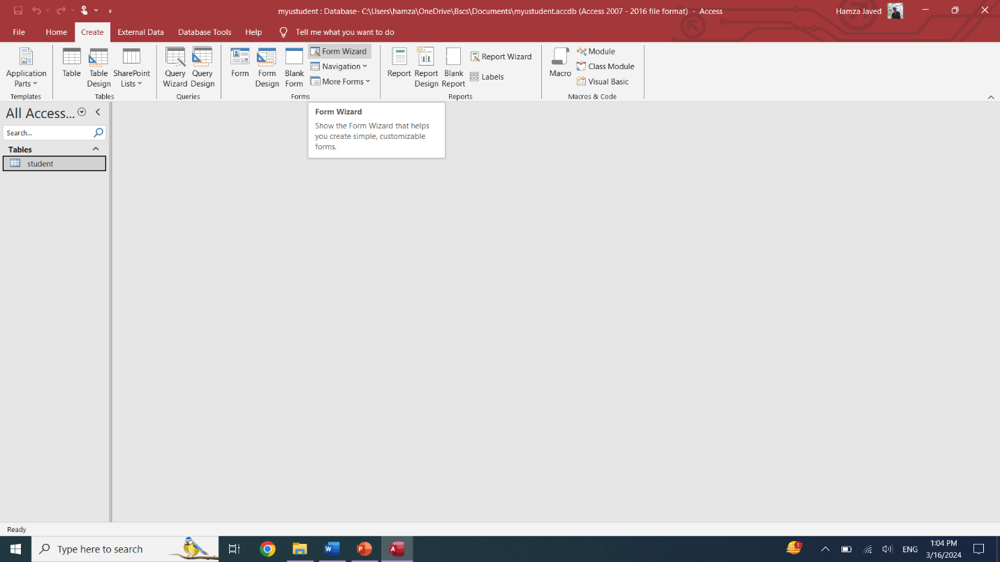 myustudent : Database- C:\Users\hamza\OneDrive\Bscs\Documents\myustudent.accdb (Access 2007 - 2016 file format) - Access
Hamza Javed
File
Home
Create
External Data
Database Tools
Help
Tell me what you want to do
Application
Parts
Templates
Table
Table
Design
SharePoint
Lists
Tables
Query
Wizard
Query
Design
Queries
Form
Form
Design
Blank
Form
Form Wizard
Navigation
More Forms
Forms
Report
Report
Design
Blank
Report
Report Wizard
Labels
Reports
Macro
Module
Class Module
Visual Basic
Macros & Code
All Access...
Search...
Tables
student
Form Wizard
Show the Form Wizard that helps
you create simple, customizable
forms.
Ready
Type here to search
W
P
A
1
ENG
1:04 PM
3/16/2024